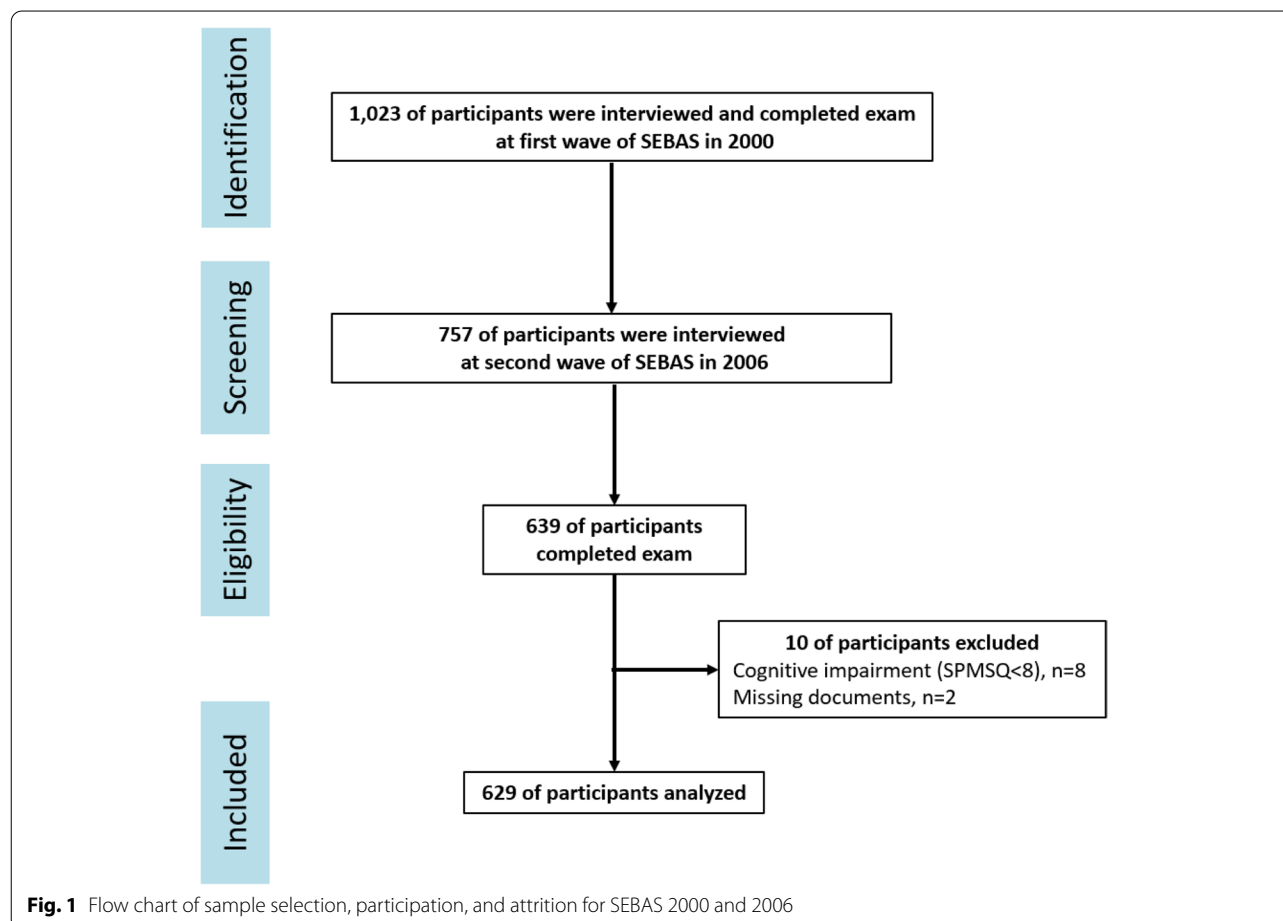 Identification
1,023 of participants were interviewed and completed exam
at first wave of SEBAS in 2000
Screening
757 of participants were interviewed
at second wave of SEBAS in 2006
Eligibility
639 of participants
completed exam
10 of participants excluded
Cognitive impairment (SPMSQ<8), n=8
Missing documents, n=2
Included
629 of participants analyzed
Fig. 1 Flow chart of sample selection, participation, and attrition for SEBAS 2000 and 2006